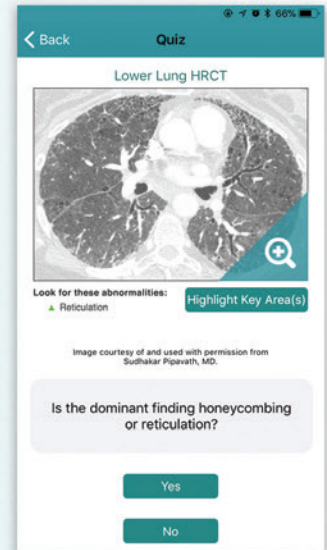 66%
Back
Quiz
Lower Lung HRCT
Look for these abnormalities:
Reticulation
Highlight Key Area(s)
Image courtesy of and used with permission from
Sudhakar Pipavath, MD.
Is the dominant finding honeycombing
or reticulation?
Yes
No